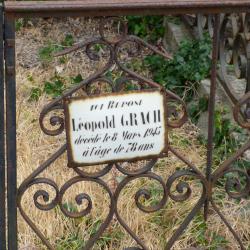 ICI REPOSE
Léopold GRACH
décédé le 8 Mars 1945
à l'âge de 78 ans